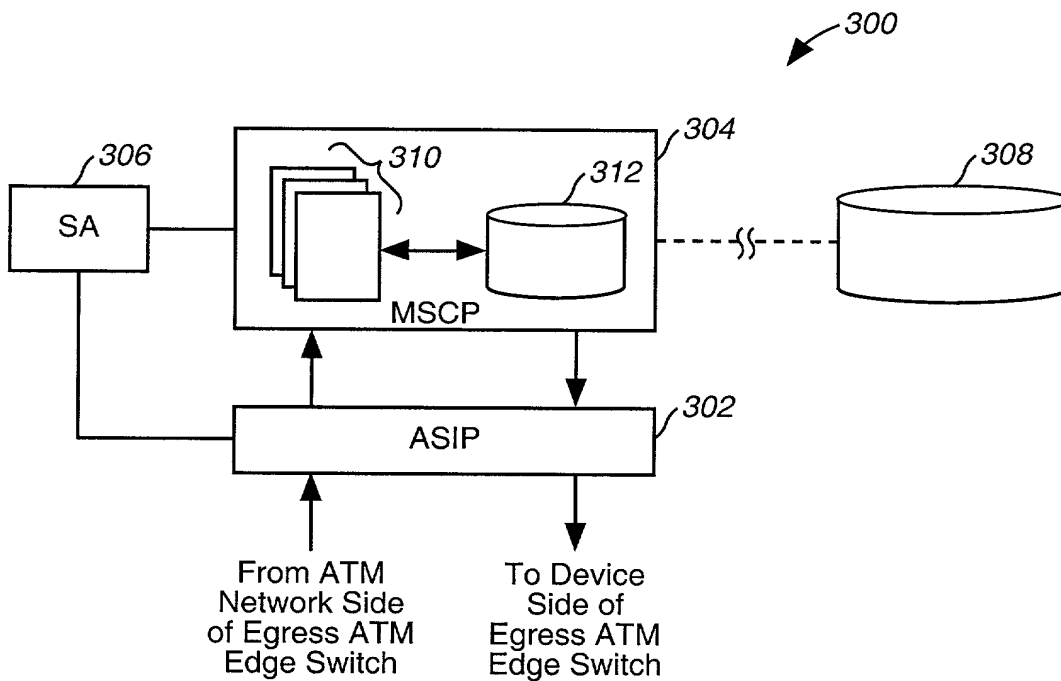 300
304
306
310
312
308
SA
MSCP
302
ASIP
From ATM
Network Side
of Egress ATM
Edge Switch
To Device
Side of
Egress ATM
Edge Switch